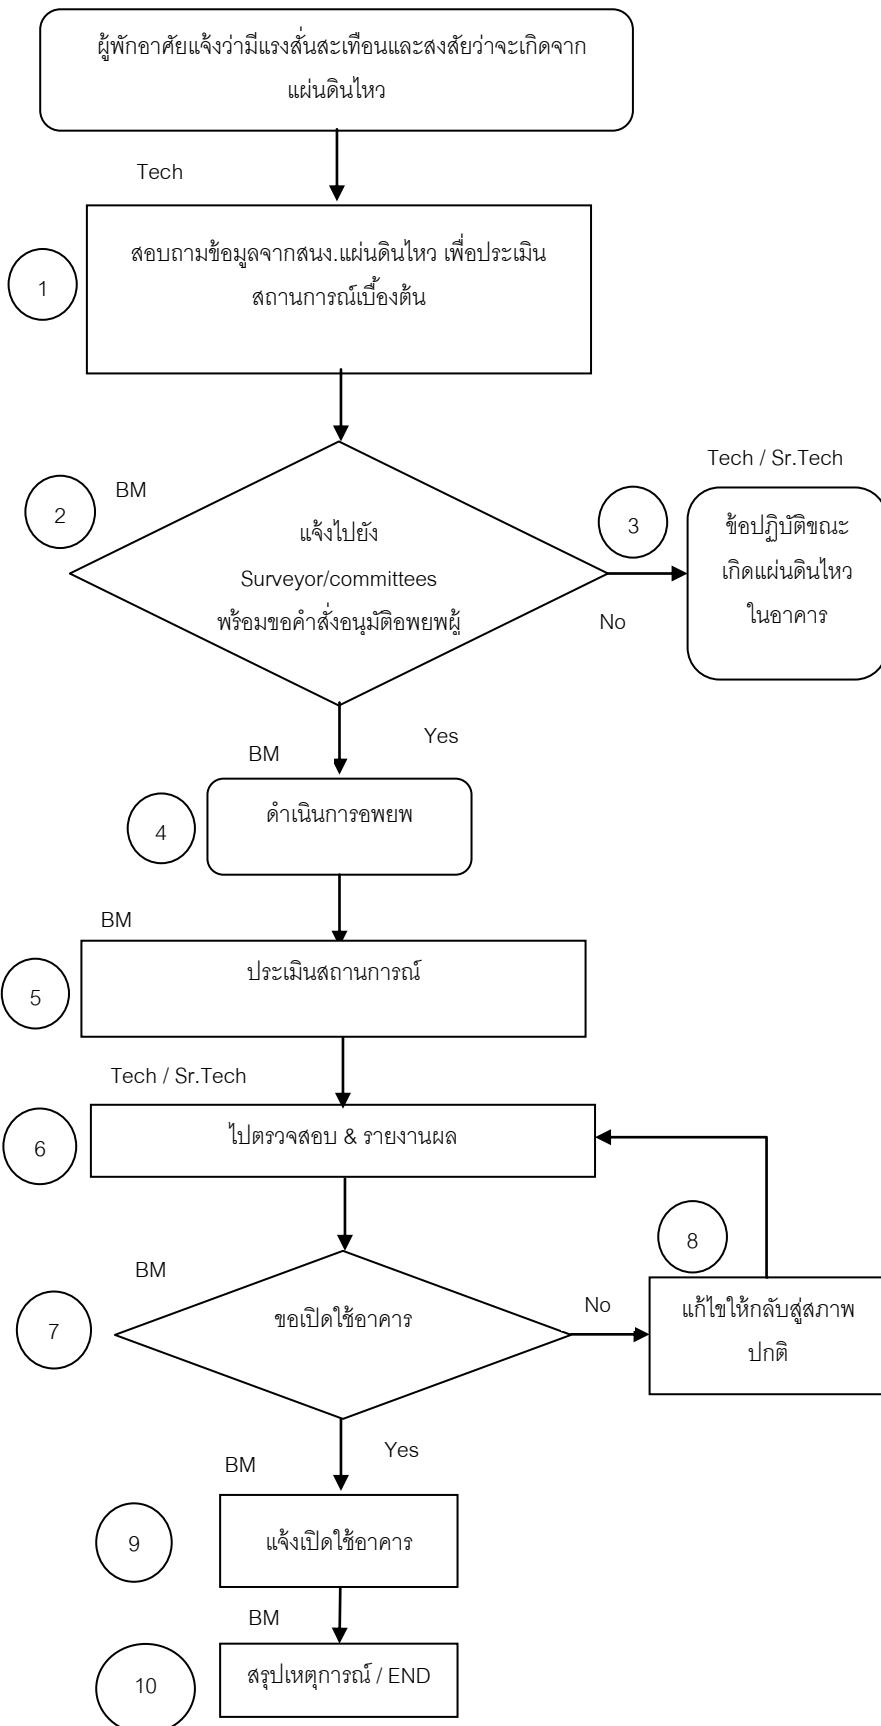 ผู้พักอาศัยแจ้งว่ามีแรงสั่นสะเทือนและสงสัยว่าจะเกิดจาก
แผ่นดินไหว
Tech
1
สอบถามข้อมูลจากสนง.แผ่นดินไหว เพื่อประเมิน
สถานการณ์เบื้องต้น
BM
2
แจ้งไปยัง
Surveyor/committees
พร้อมขอคำสั่งอนุมัติอพยพผู้
Tech / Sr.Tech
3
No
ข้อปฏิบัติขณะ
เกิดแผ่นดินไหว
ในอาคาร
Yes
BM
4
ดำเนินการอพยพ
BM
5
ประเมินสถานการณ์
Tech / Sr.Tech
6
ไปตรวจสอบ & รายงานผล
BM
7
ขอเปิดใช้อาคาร
No
8
แก้ไขให้กลับสู่สภาพ
ปกติ
Yes
BM
9
แจ้งเปิดใช้อาคาร
BM
10
สรุปเหตุการณ์ / END